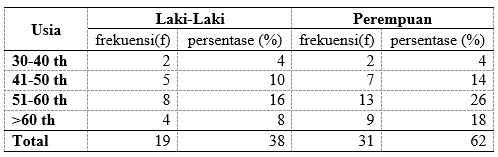 Usia Laki-Laki Perempuan
frekuensi(f) persentase (%) frekuensi(f) persentase (%)
30-40 th 2 4 2 4
41-50 th 5 10 7 14
51-60 th 8 16 13 26
>60 th 4 8 9 18
Total 19 38 31 62